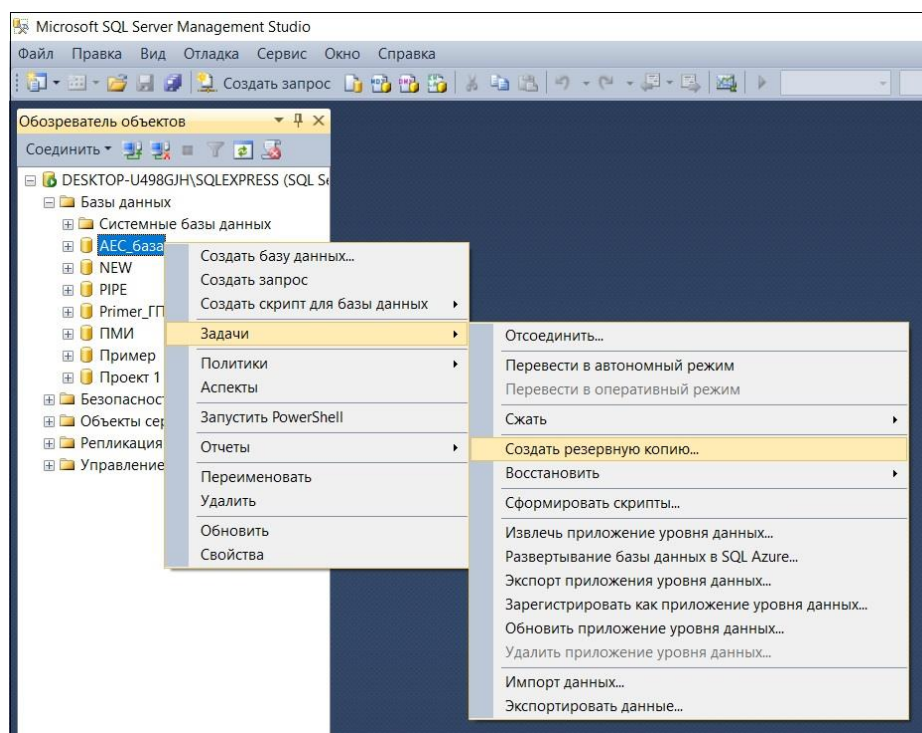 Microsoft SQL Server Management Studio
Файл Правка Вид Отладка Сервис Окно Справка
Создать запрос
Обозреватель объектов
Соединить
DESKTOP-U498GJH\SQLEXPRESS (SQL Se
Базы данных
Системные базы данных
AEC_база
NEW
PIPE
Primer_ГП
ПМИ
Пример
Проект 1
Безопаснос
Объекты сер
Репликация
Управление
Создать базу данных...
Создать запрос
Создать скрипт для базы данных
Задачи
Политики
Аспекты
Запустить PowerShell
Отчеты
Переименовать
Удалить
Обновить
Свойства
Отсоединить...
Перевести в автономный режим
Перевести в оперативный режим
Сжать
Создать резервную копию...
Восстановить
Сформировать скрипты...
Извлечь приложение уровня данных...
Развертывание базы данных в SQL Azure...
Экспорт приложения уровня данных...
Зарегистрировать как приложение уровня данных...
Обновить приложение уровня данных...
Удалить приложение уровня данных...
Импорт данных...
Экспортировать данные...